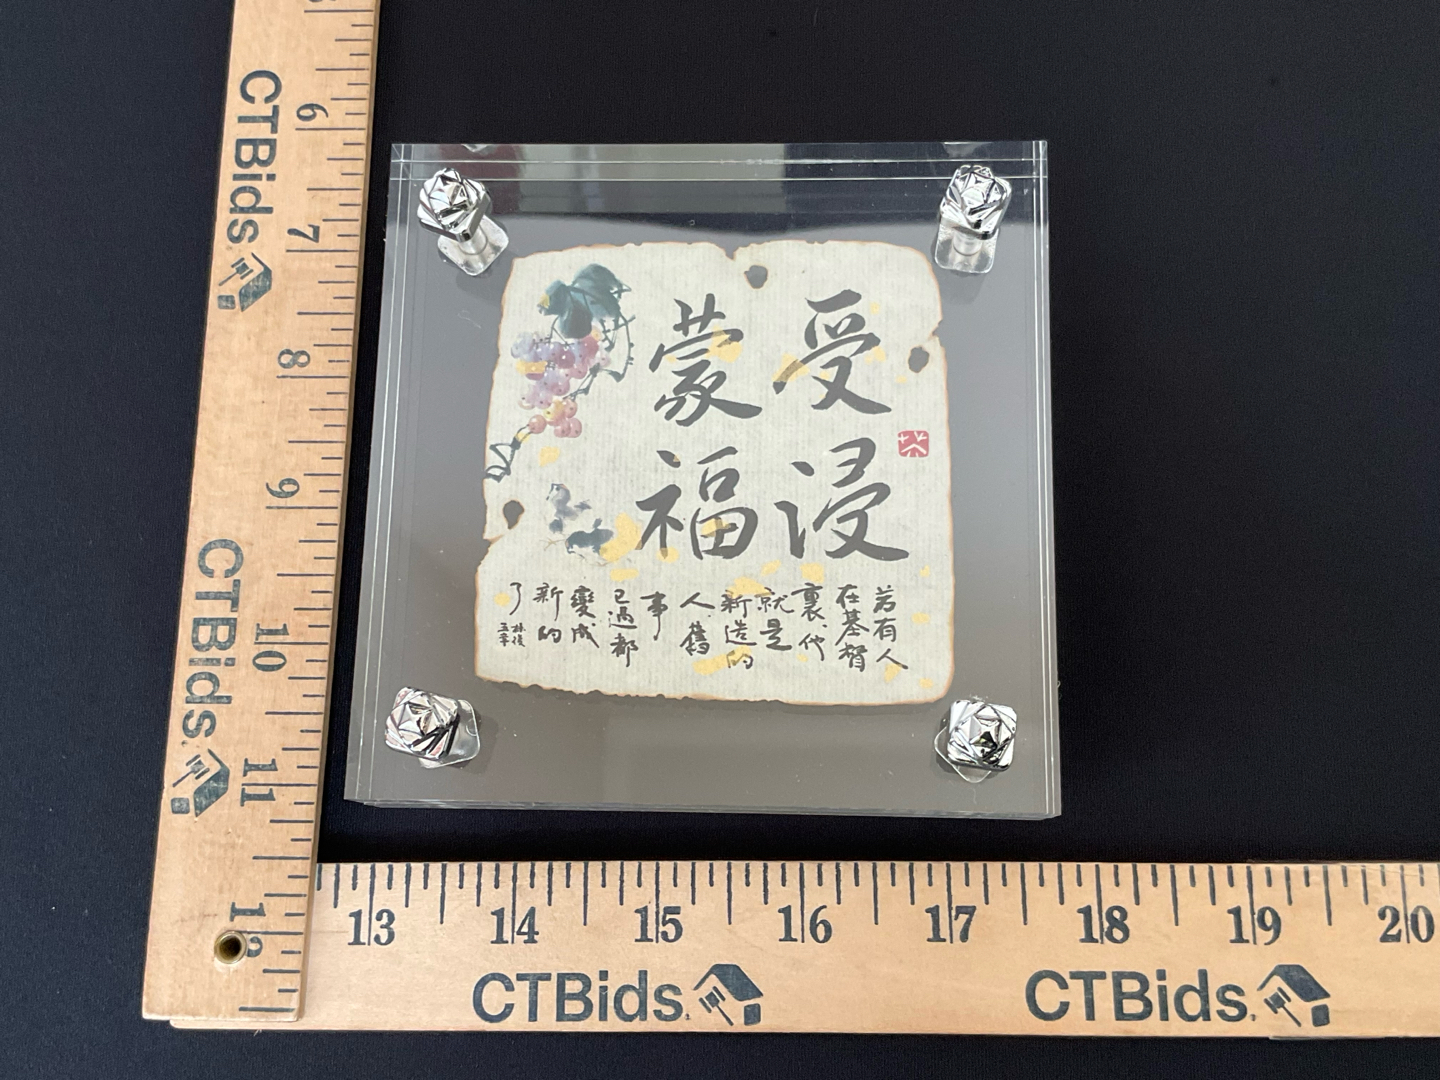 受浸
蒙福
若有人
在基督
裏、他
就是
新造的
人、舊
事
已過都
變成
新的
了
CTBids
CTBids
6
7
8
9
10
11
12
13 14 15 16 17 18 19 20
CTBids CTBids